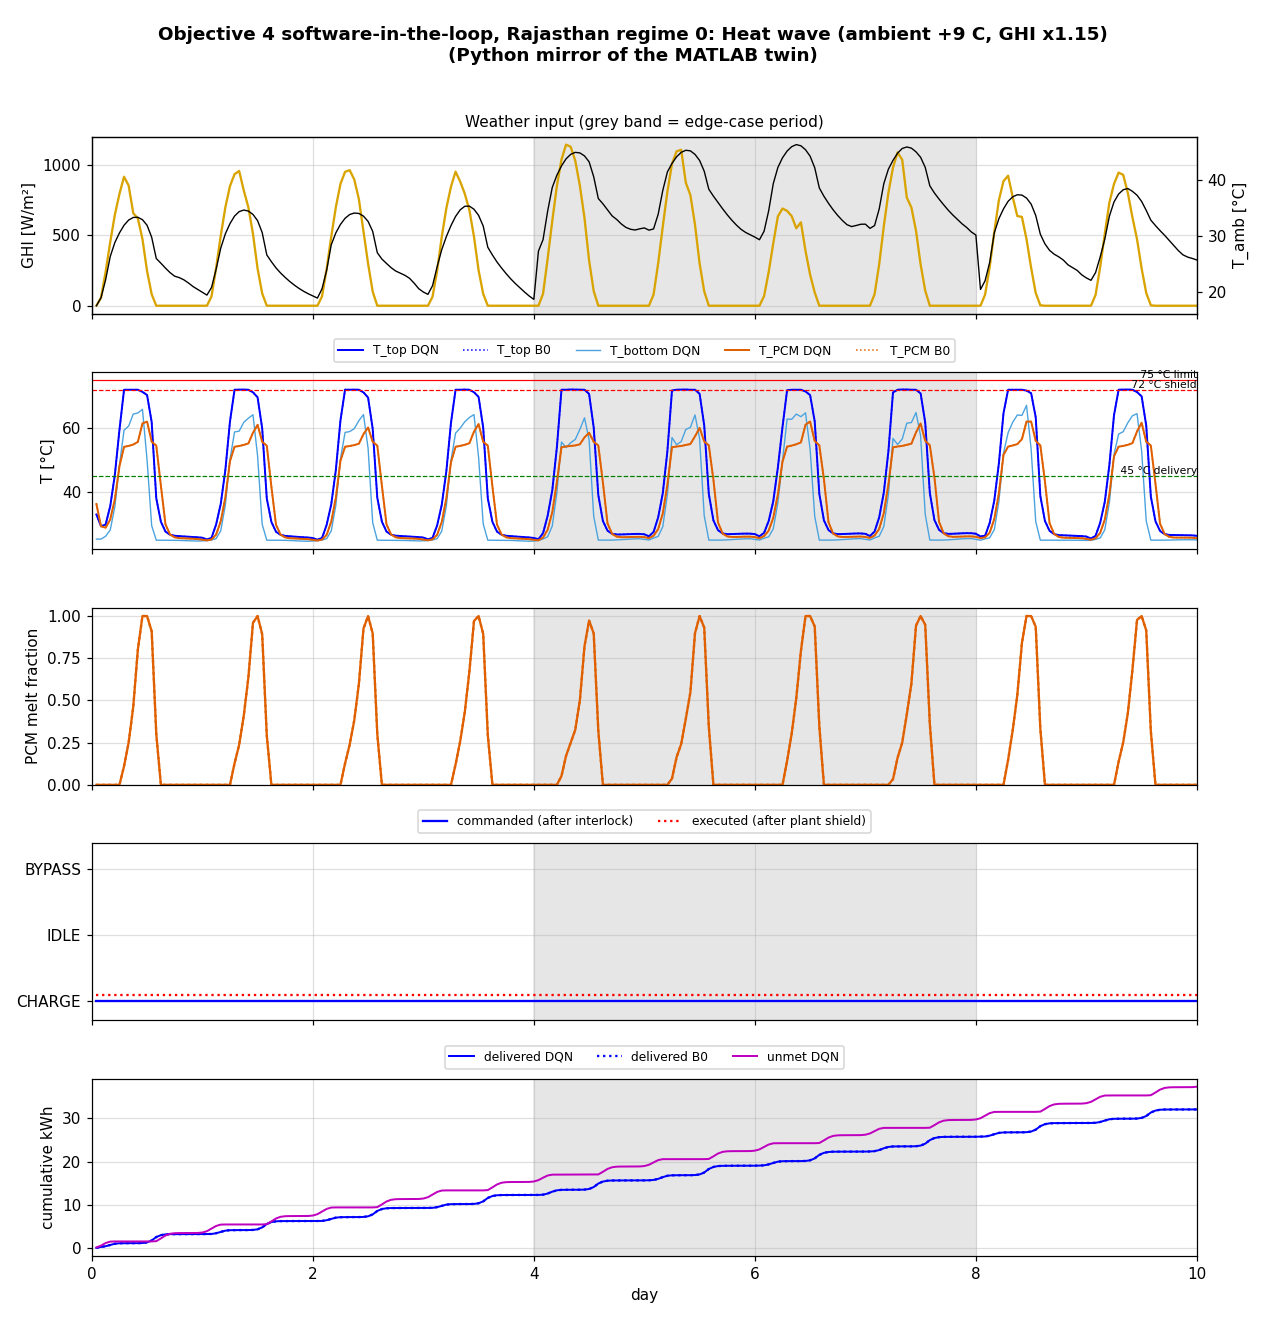 Objective 4 software-in-the-loop, Rajasthan regime 0: Heat wave (ambient +9 C, GHI x1.15)
(Python mirror of the MATLAB twin)
Weather input (grey band = edge-case period)
GHI [W/m²]
1000
500
0
T_amb [°C]
40
30
20
T_top DQN
T_top B0
T_bottom DQN
T_PCM DQN
T_PCM B0
T [°C]
60
40
75 °C limit
72 °C shield
45 °C delivery
PCM melt fraction
1.00
0.75
0.50
0.25
0.00
commanded (after interlock)
executed (after plant shield)
BYPASS
IDLE
CHARGE
delivered DQN
delivered B0
unmet DQN
cumulative kWh
30
20
10
0
0 2 4 6 8 10
day